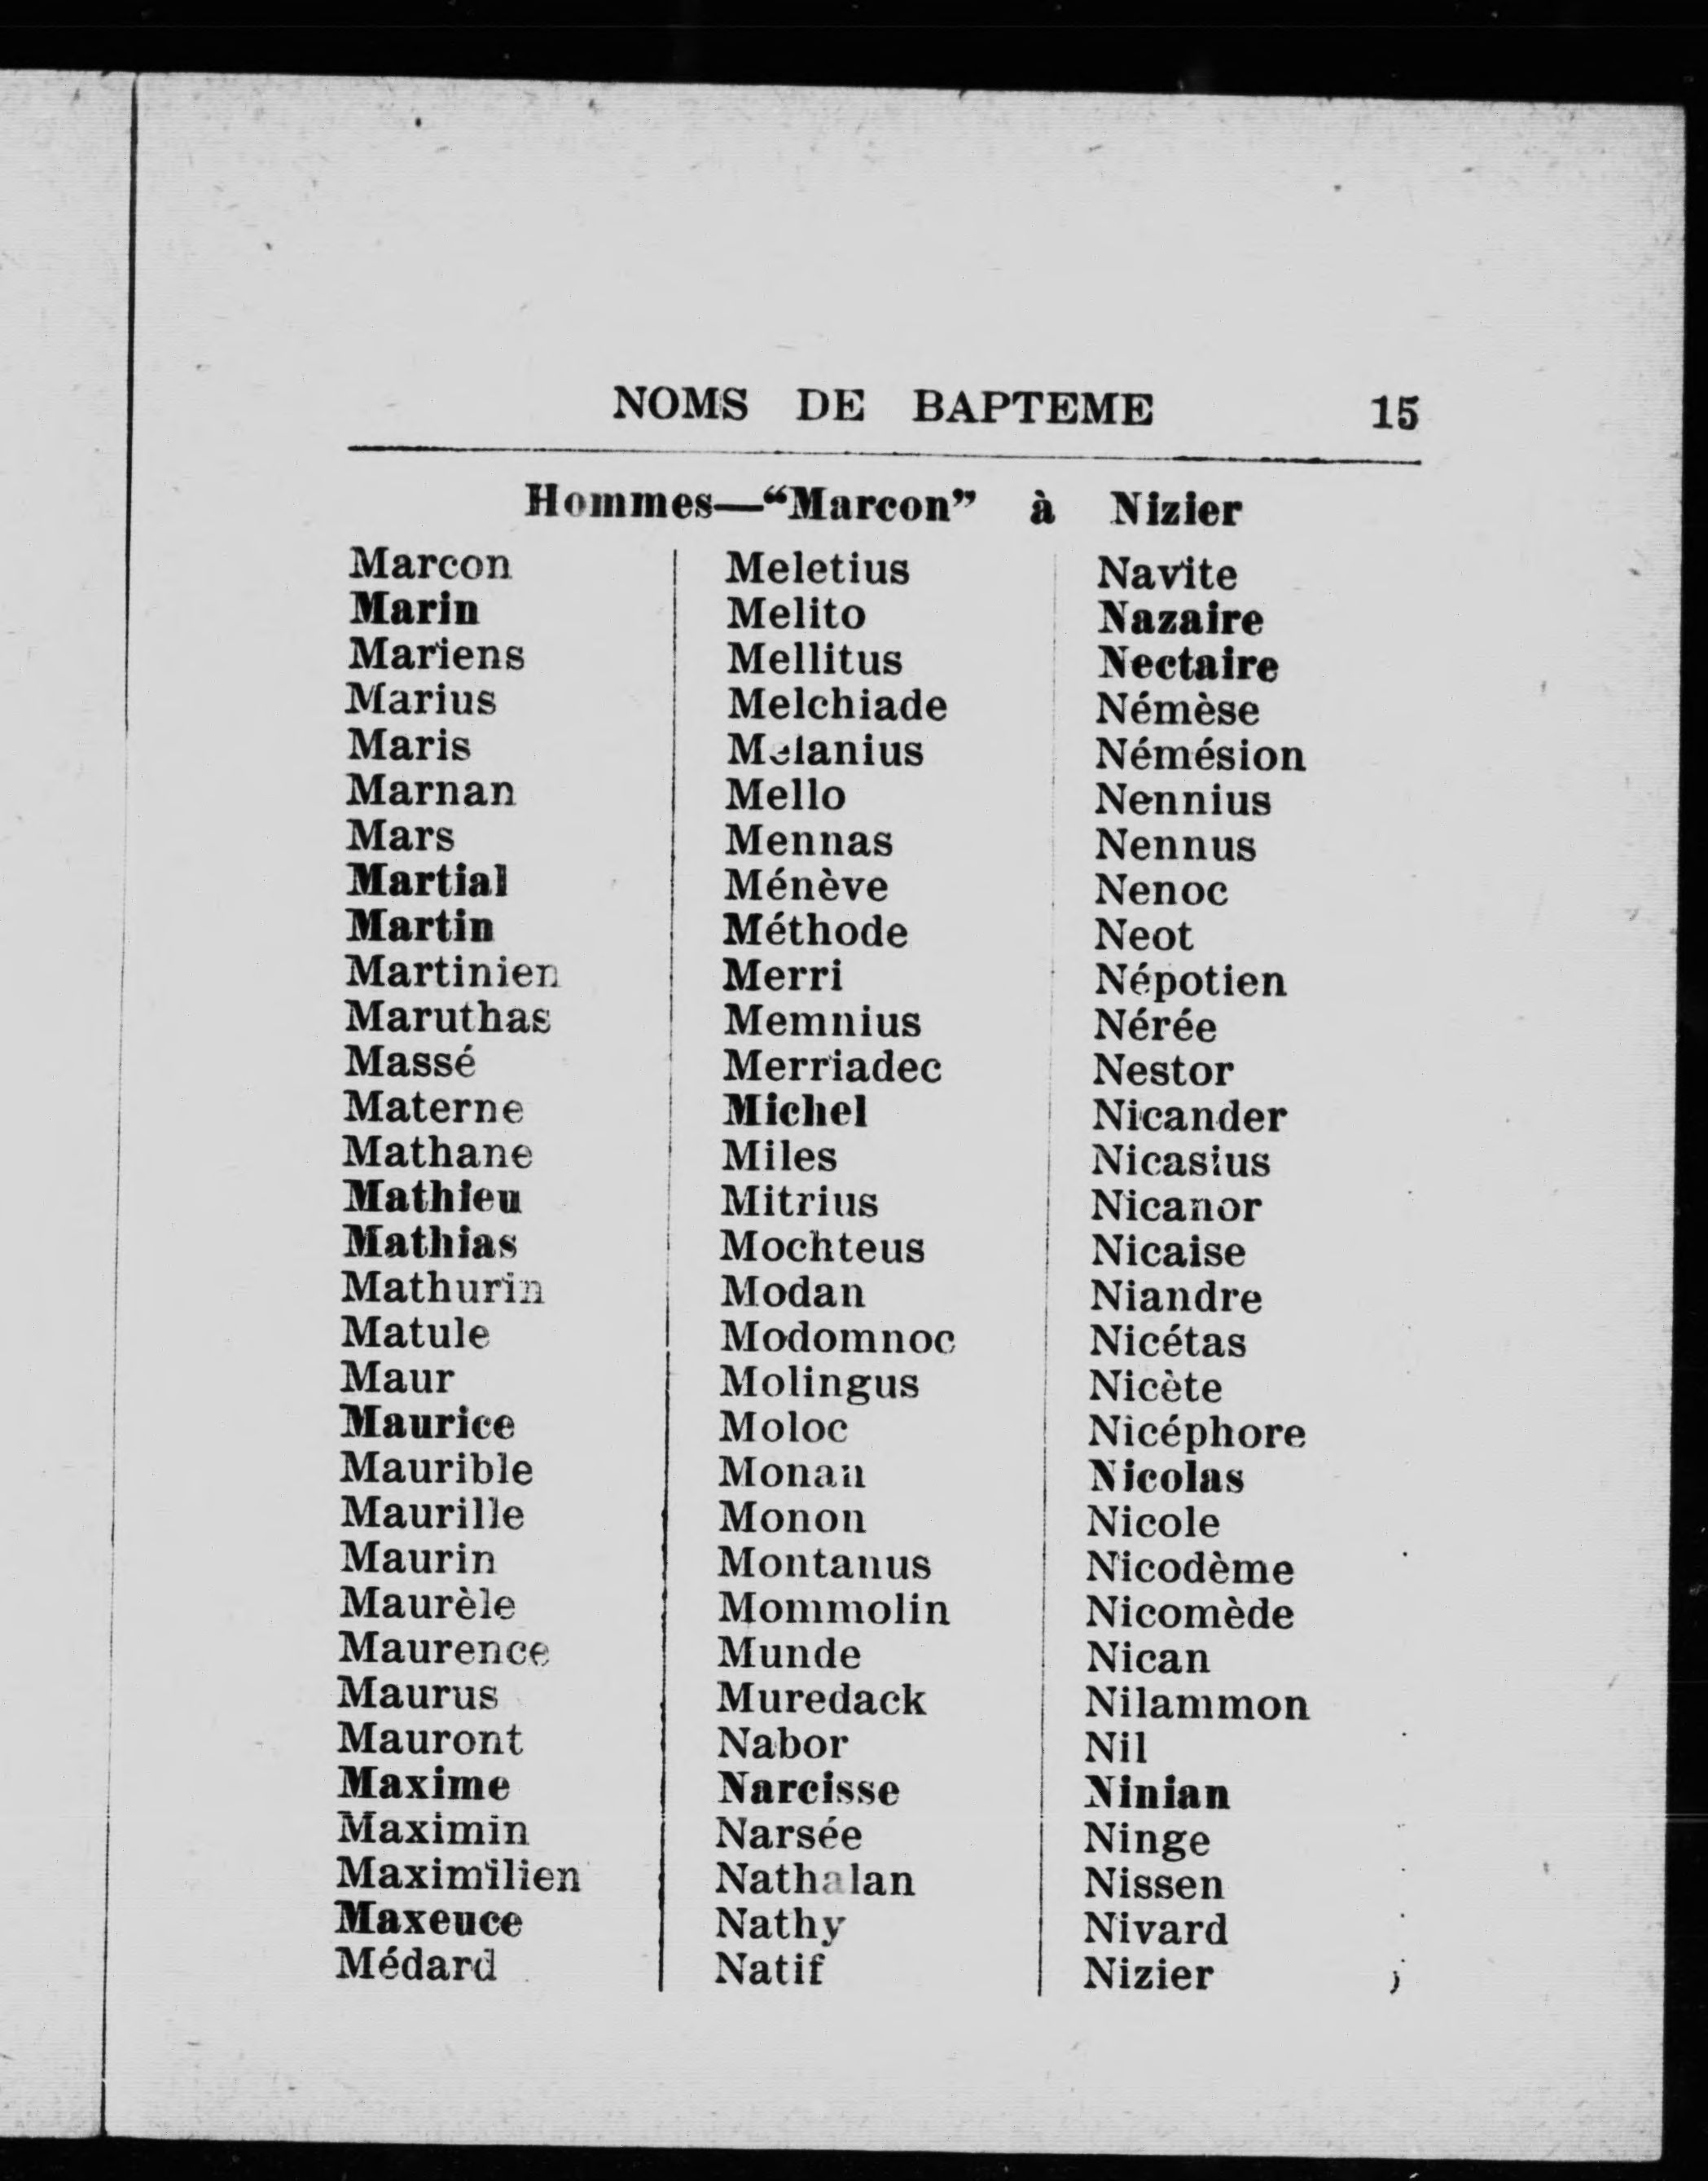 NOMS DE BAPTEME 15
Hommes—“Marcon” à Nizier
Marcon
Marin
Mariens
Marius
Maris
Marnan
Mars
Martial
Martin
Martinien
Maruthas
Massé
Materne
Mathane
Mathieu
Mathias
Mathurin
Matule
Maur
Maurice
Maurible
Maurille
Maurin
Maurèle
Maurence
Maurus
Mauront
Maxime
Maximin
Maximilien
Maxeuce
Médard
Meletius
Melito
Mellitus
Melchiade
Melanius
Mello
Mennas
Ménève
Méthode
Merri
Memnius
Merriadec
Michel
Miles
Mitrius
Mochteus
Modan
Modomnoc
Molingus
Moloc
Monan
Monon
Montanus
Mommolin
Munde
Muredack
Nabor
Narcisse
Narsée
Nathalan
Nathy
Natif
Navite
Nazaire
Nectaire
Némèse
Némésion
Nennius
Nennus
Nenoc
Neot
Népotien
Nérée
Nestor
Nicander
Nicasius
Nicanor
Nicaise
Niandre
Nicétas
Nicète
Nicéphore
Nicolas
Nicole
Nicodème
Nicomède
Nican
Nilammon
Nil
Ninian
Ninge
Nissen
Nivard
Nizier